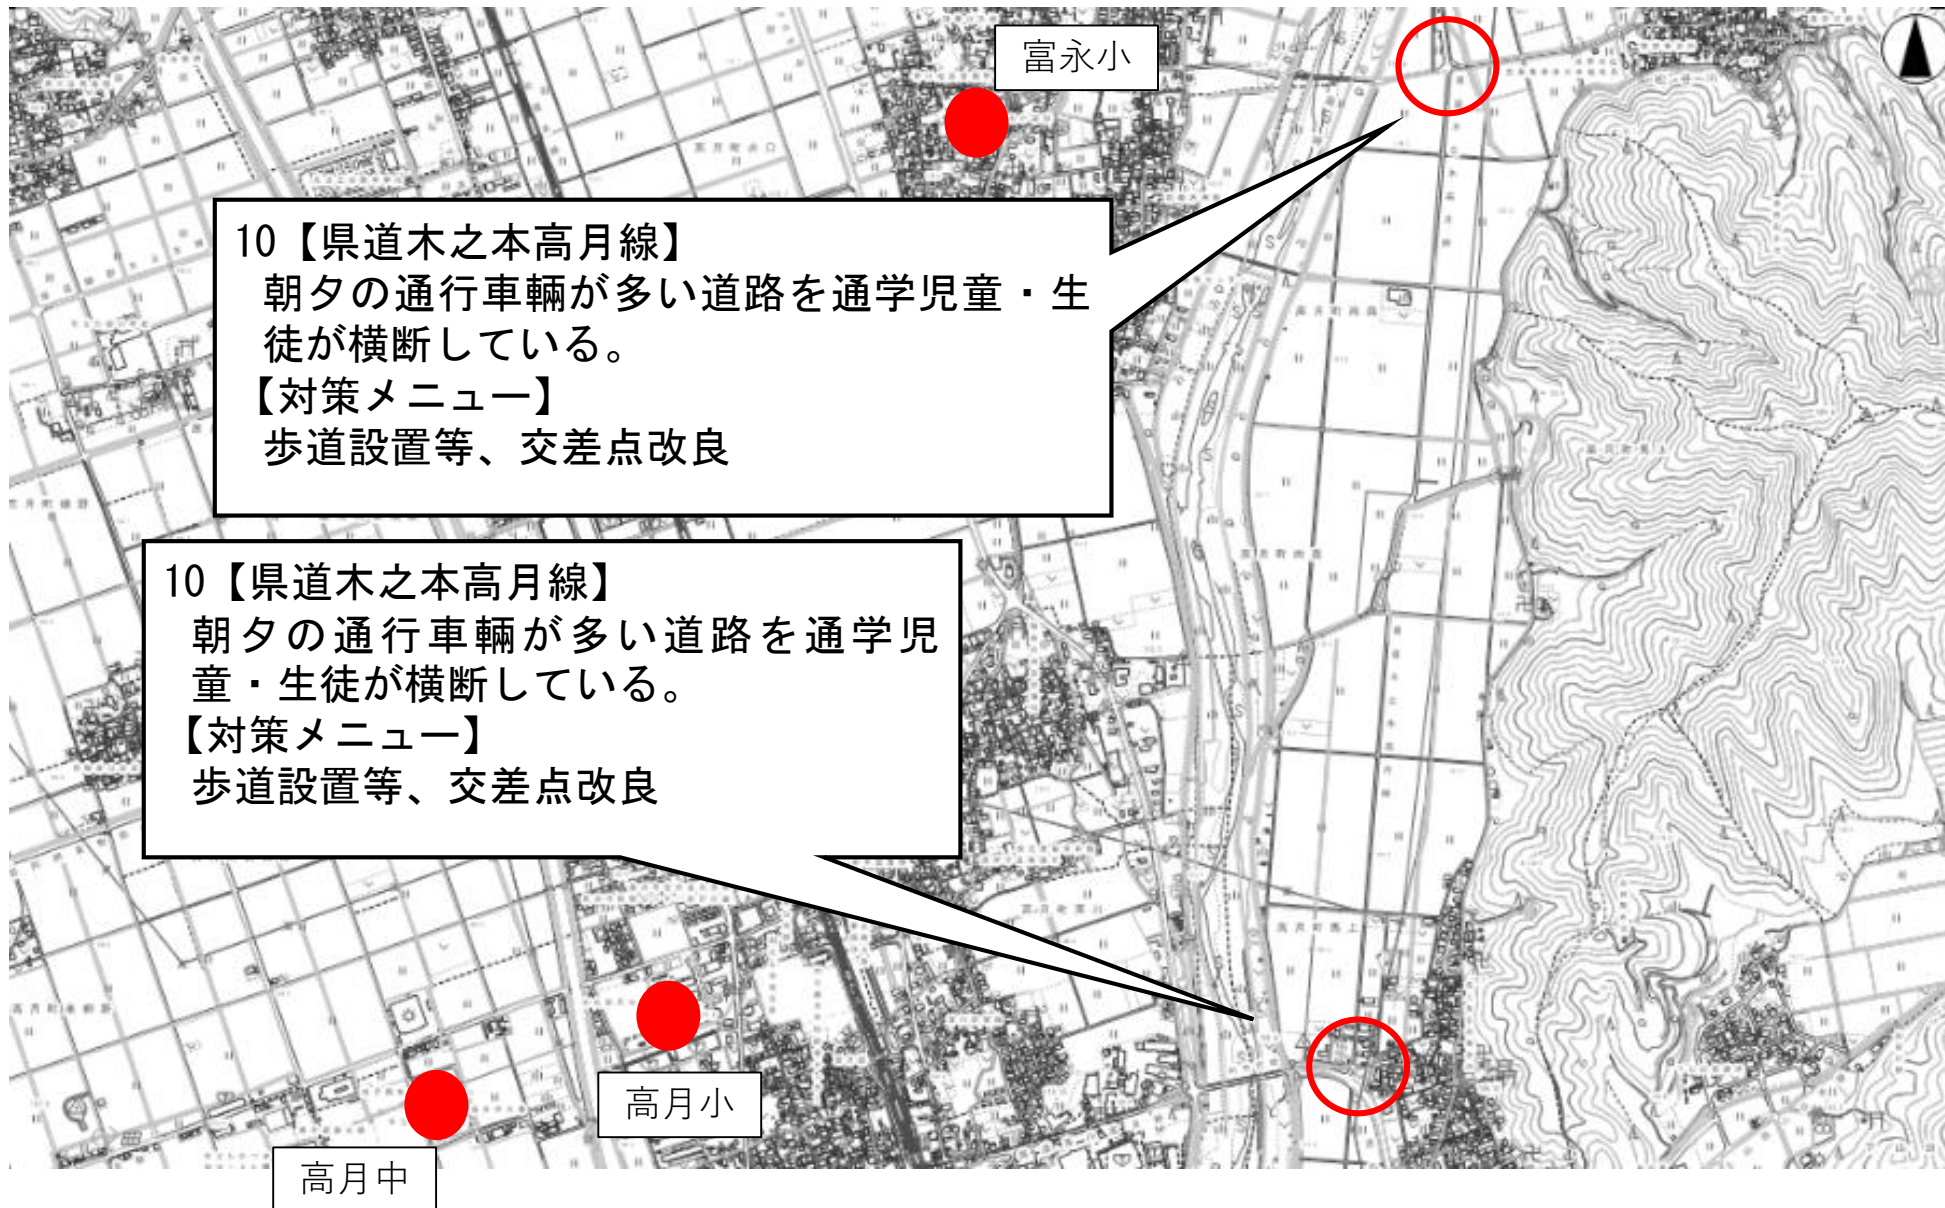 富永小
10【県道木之本高月線】
朝夕の通行車輛が多い道路を通学児童・生
徒が横断している。
【対策メニュー】
歩道設置等、交差点改良
10【県道木之本高月線】
朝夕の通行車輛が多い道路を通学児
童・生徒が横断している。
【対策メニュー】
歩道設置等、交差点改良
高月小
高月中